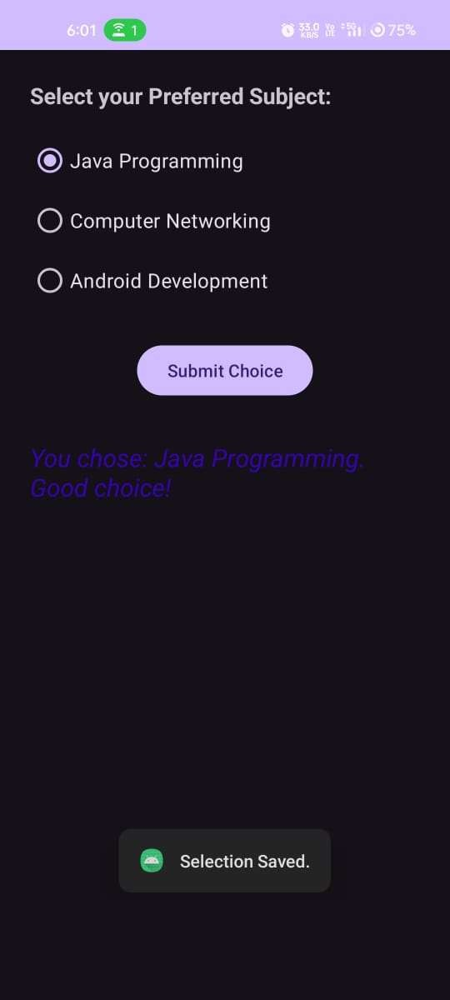 6:01 1 33.0 KB/S Vo LTE 5G 75%
Select your Preferred Subject:
Java Programming
Computer Networking
Android Development
Submit Choice
You chose: Java Programming.
Good choice!
Selection Saved.